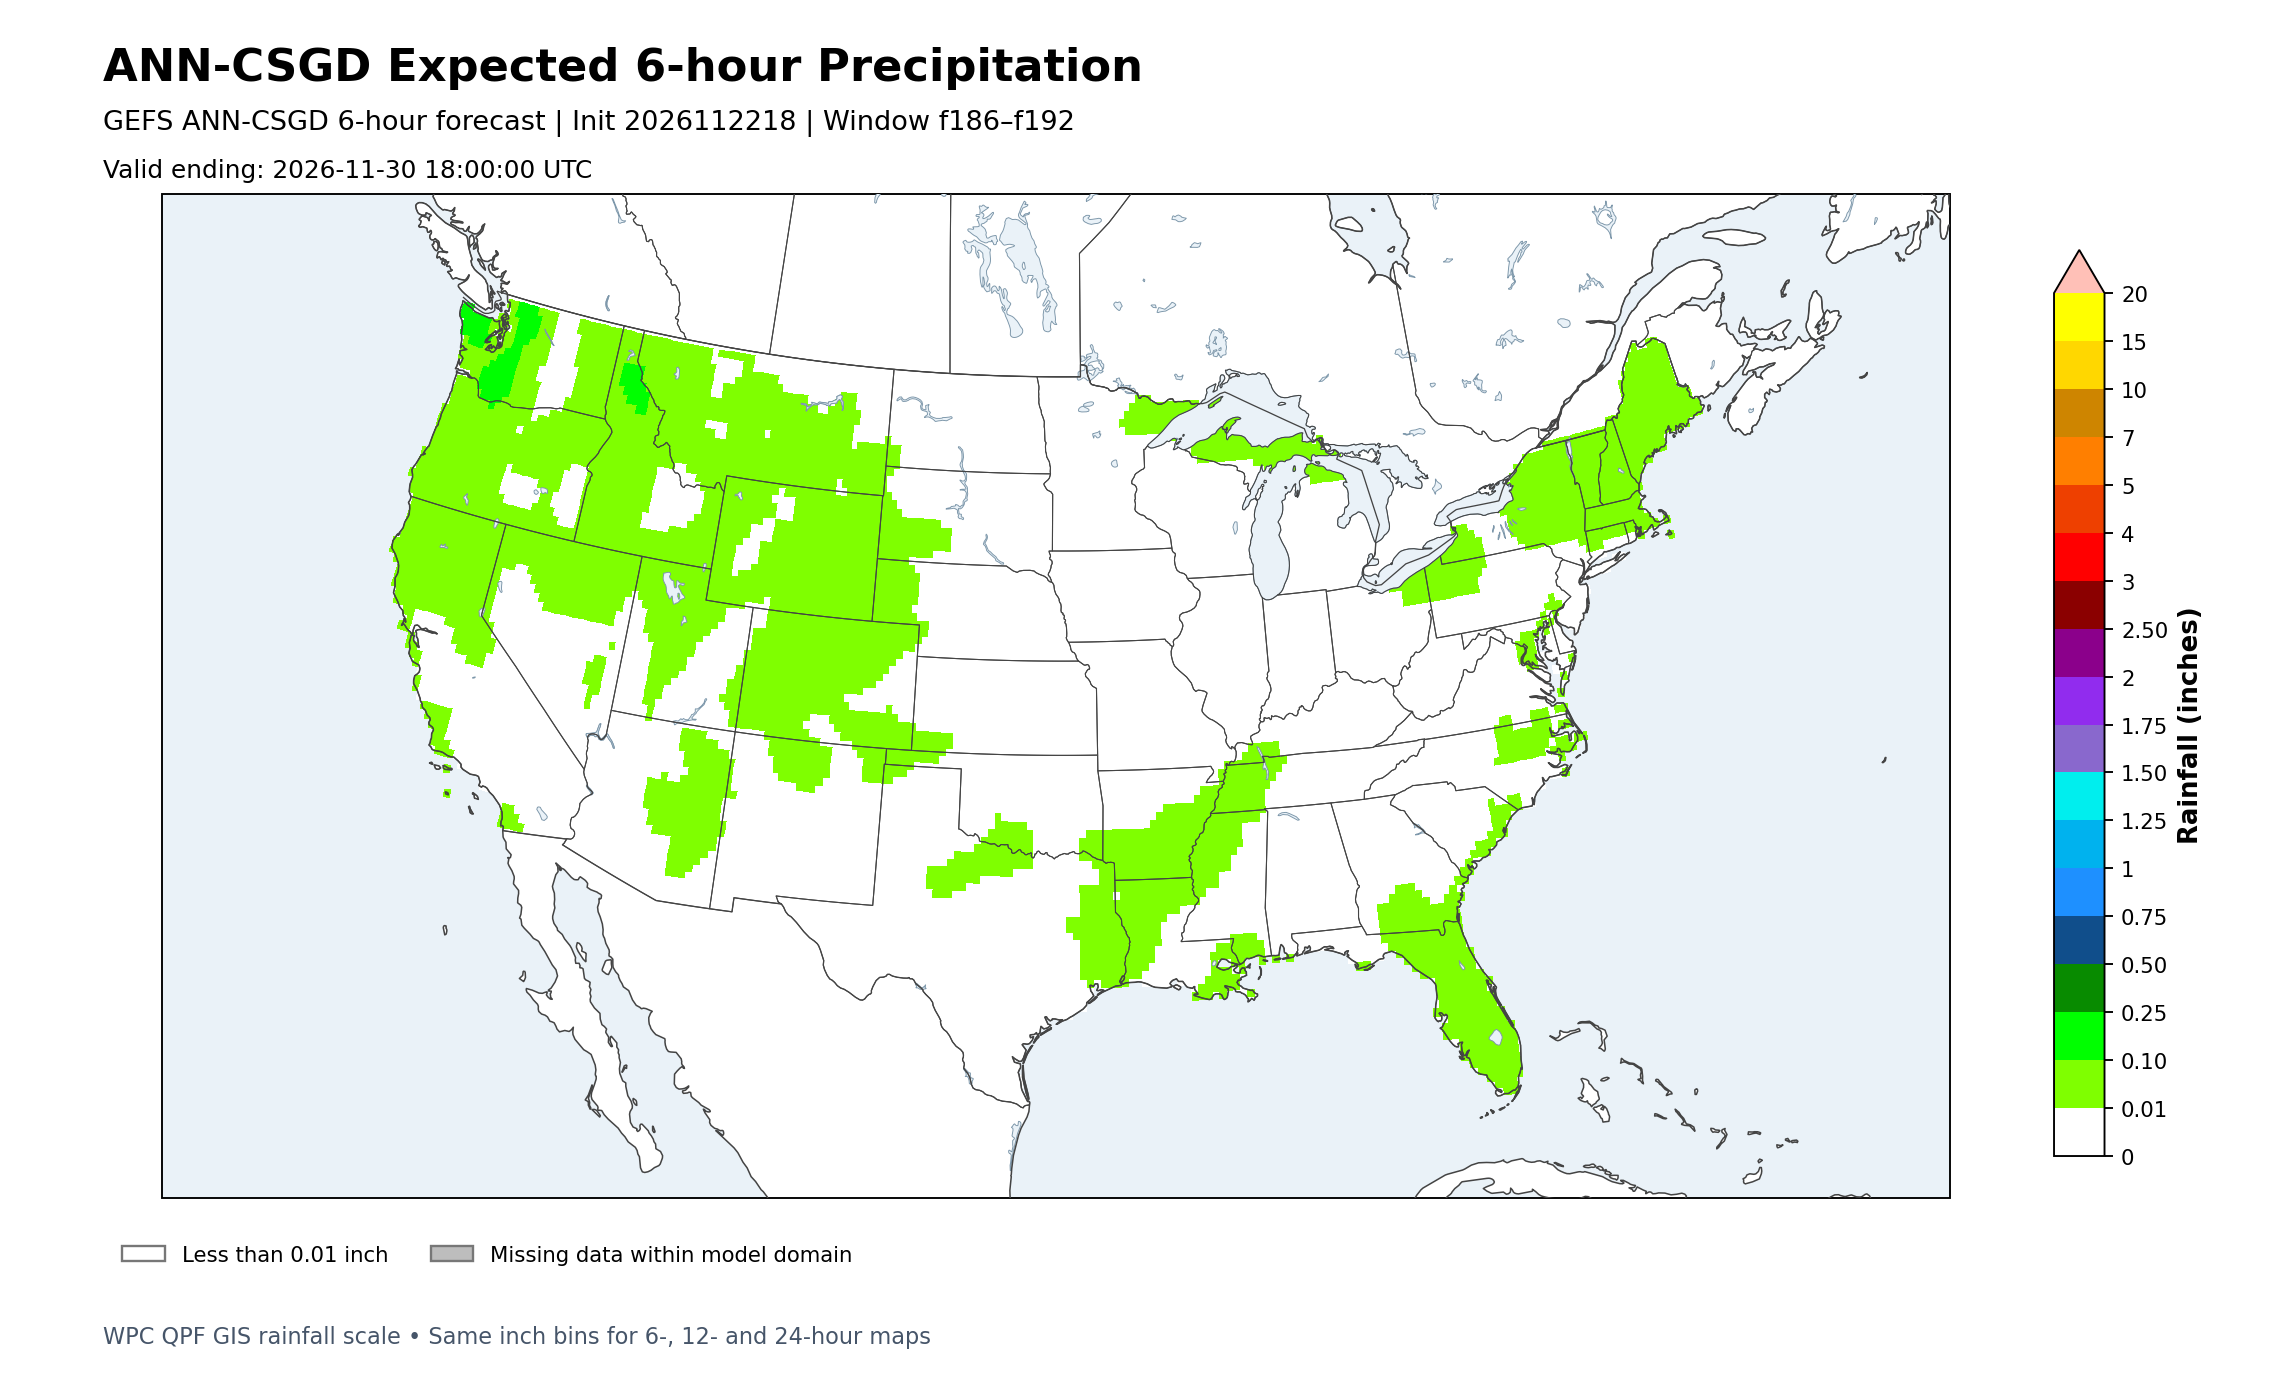 ANN-CSGD Expected 6-hour Precipitation
GEFS ANN-CSGD 6-hour forecast | Init 2026112218 | Window f186–f192
Valid ending: 2026-11-30 18:00:00 UTC
20
15
10
7
5
4
3
2.50
2
1.75
1.50
1.25
1
0.75
0.50
0.25
0.10
0.01
0
Rainfall (inches)
Less than 0.01 inch
Missing data within model domain
WPC QPF GIS rainfall scale • Same inch bins for 6-, 12- and 24-hour maps